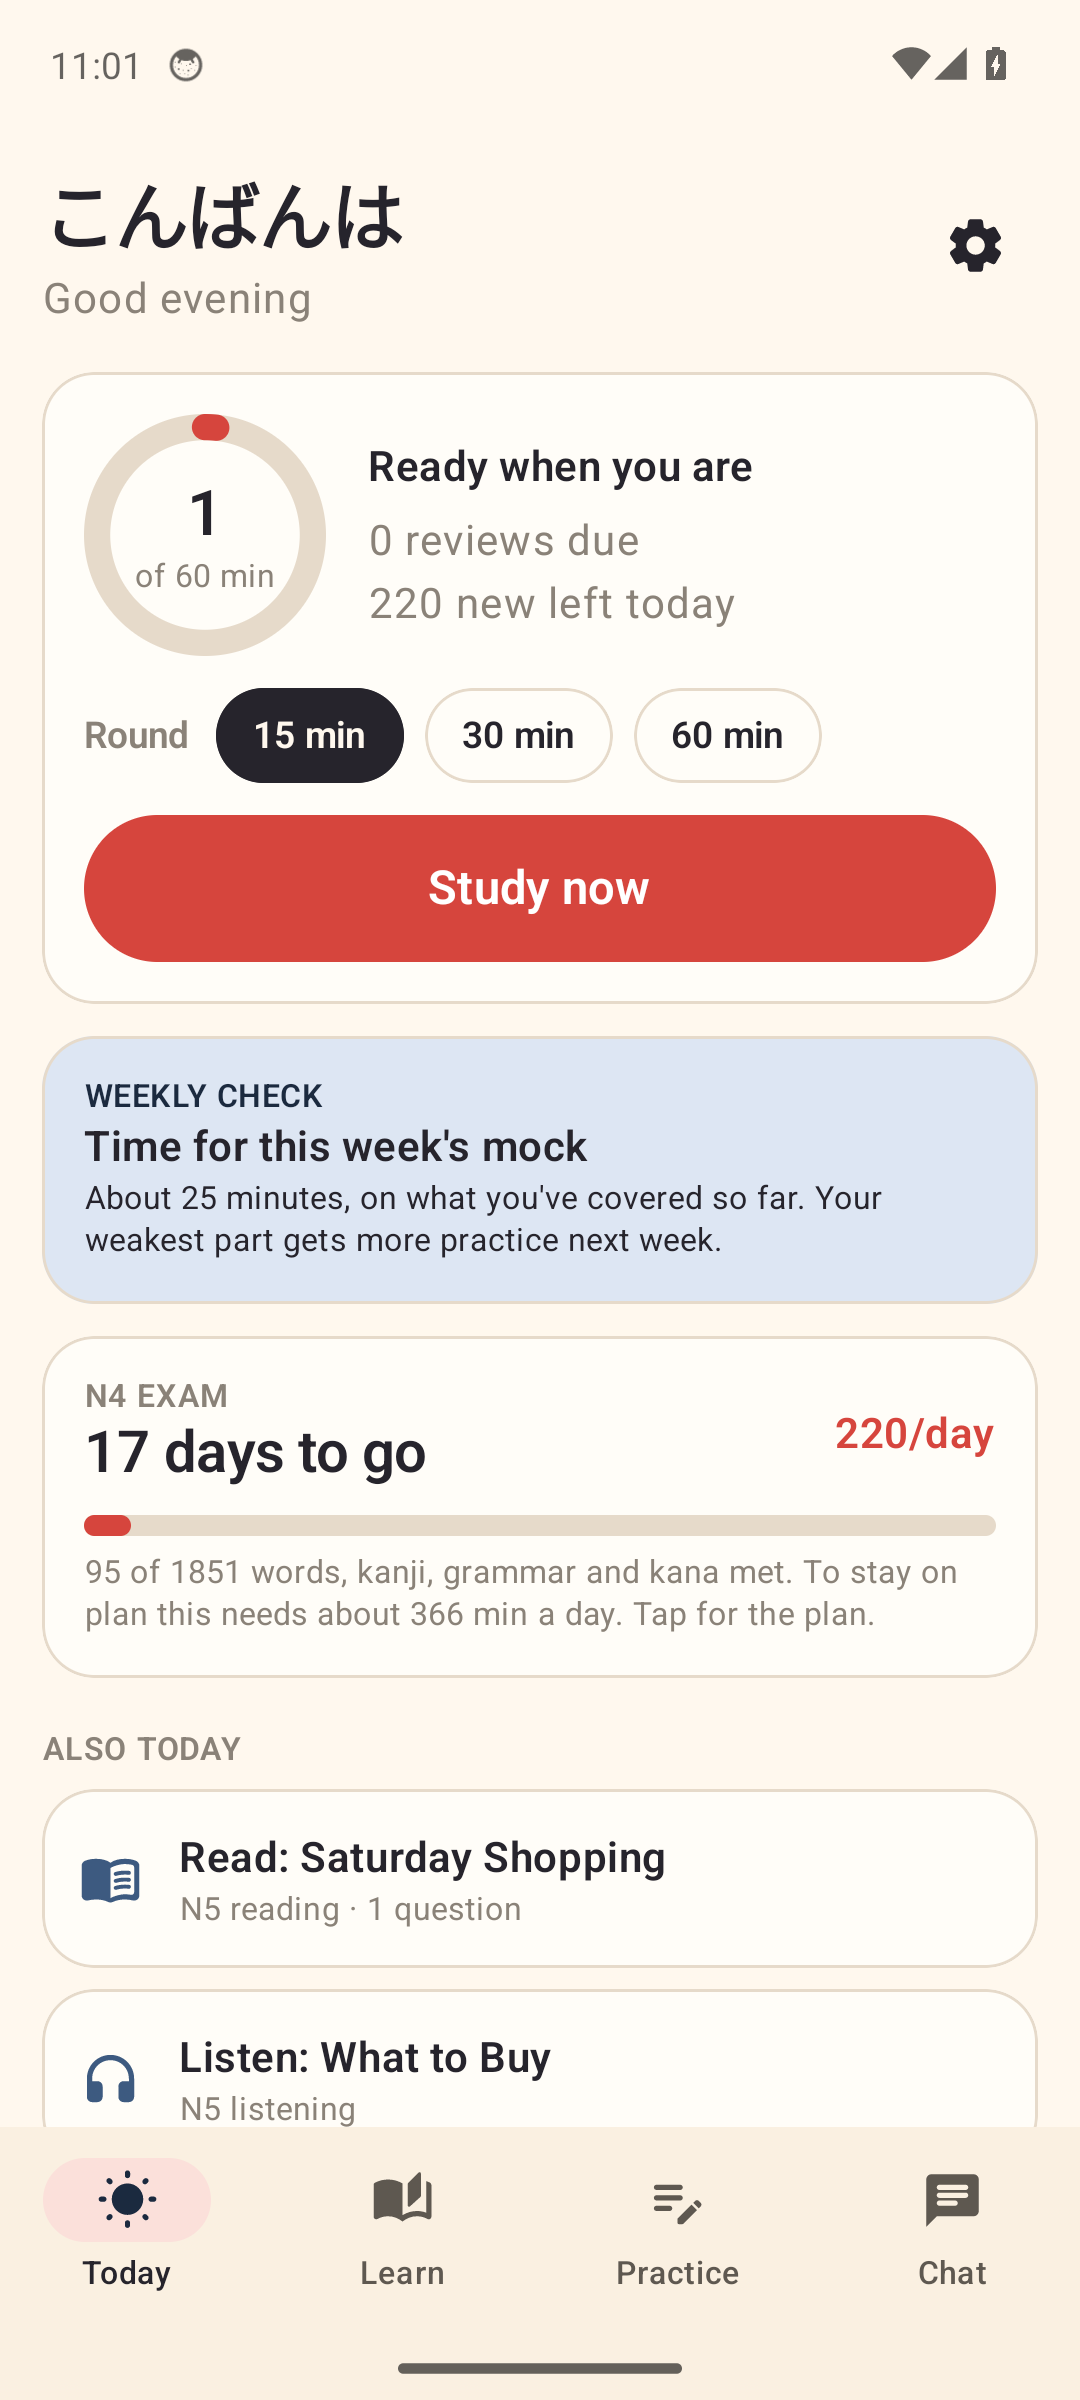 11:01
こんばんは
Good evening
1
of 60 min
Ready when you are
0 reviews due
220 new left today
Round
15 min
30 min
60 min
Study now
WEEKLY CHECK
Time for this week's mock
About 25 minutes, on what you've covered so far. Your
weakest part gets more practice next week.
N4 EXAM
17 days to go
220/day
95 of 1851 words, kanji, grammar and kana met. To stay on
plan this needs about 366 min a day. Tap for the plan.
ALSO TODAY
Read: Saturday Shopping
N5 reading · 1 question
Listen: What to Buy
N5 listening
Today
Learn
Practice
Chat